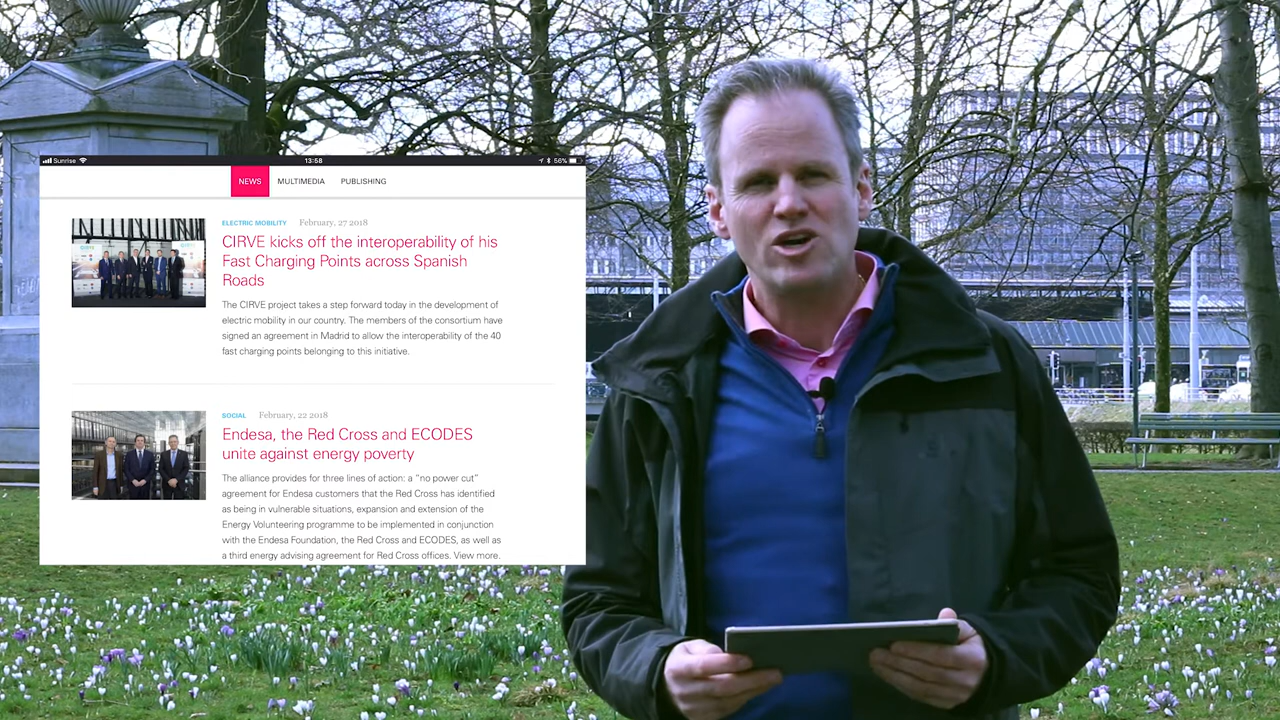 Sunrise 13:58 56%
NEWS MULTIMEDIA PUBLISHING
ELECTRIC MOBILITY February, 27 2018
CIRVE kicks off the interoperability of his
Fast Charging Points across Spanish
Roads
The CIRVE project takes a step forward today in the development of
electric mobility in our country. The members of the consortium have
signed an agreement in Madrid to allow the interoperability of the 40
fast charging points belonging to this initiative.
SOCIAL February, 22 2018
Endesa, the Red Cross and ECODES
unite against energy poverty
The alliance provides for three lines of action: a “no power cut”
agreement for Endesa customers that the Red Cross has identified
as being in vulnerable situations, expansion and extension of the
Energy Volunteering programme to be implemented in conjunction
with the Endesa Foundation, the Red Cross and ECODES, as well as
a third energy advising agreement for Red Cross offices. View more.